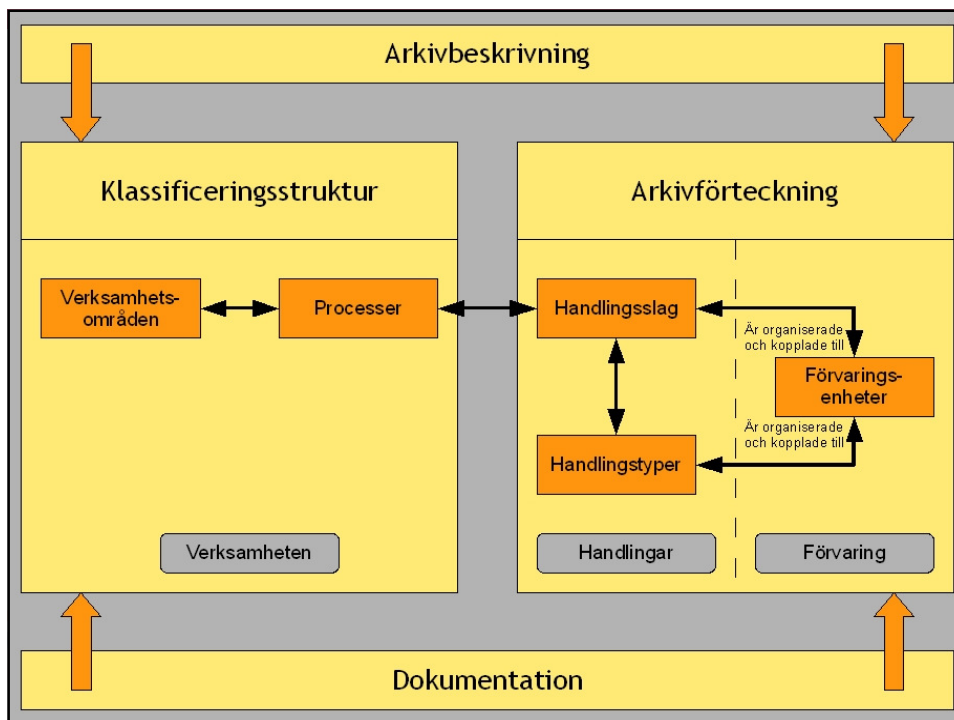 Arkivbeskrivning
Klassificeringsstruktur
Verksamhets-
områden
Processer
Verksamheten
Arkivförteckning
Handlingsslag
Är organiserade
och kopplade till
Förvarings-
enheter
Är organiserade
och kopplade till
Handlingstyper
Handlingar
Förvaring
Dokumentation